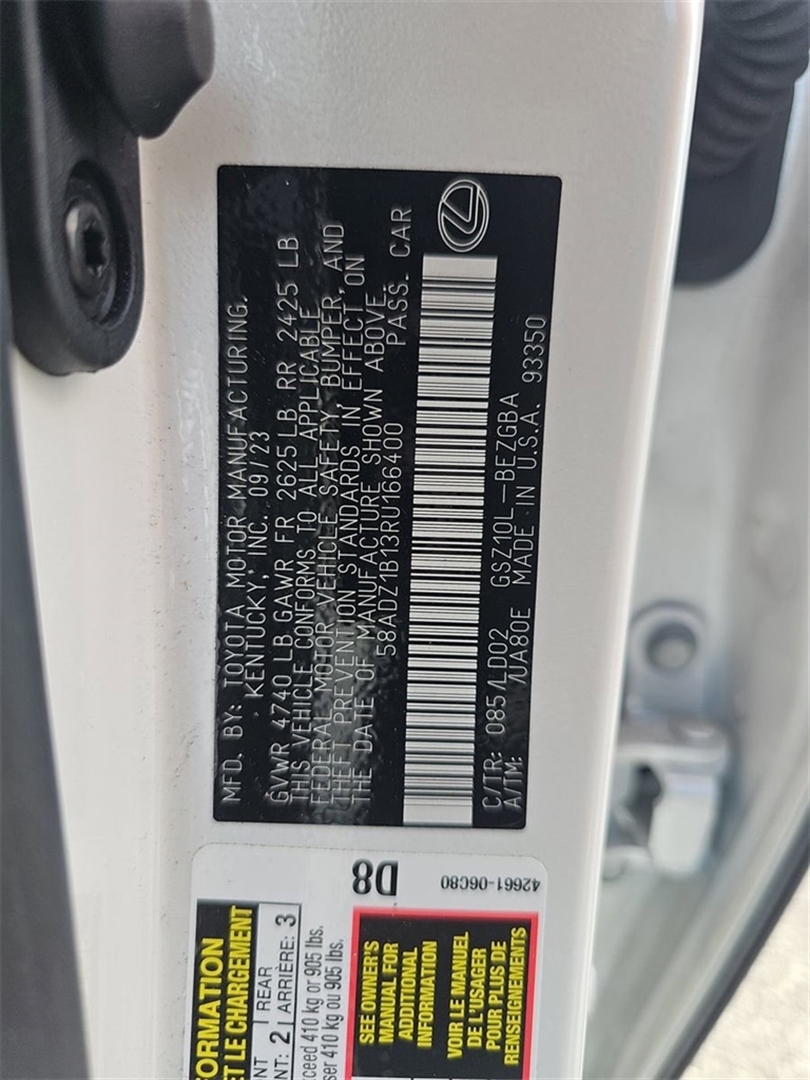 MFD. BY: TOYOTA MOTOR MANUFACTURING,
KENTUCKY, INC. 09/23
GVWR 4740 LB GAWR FR 2625 LB RR 2425 LB
THIS VEHICLE CONFORMS TO ALL APPLICABLE
FEDERAL MOTOR VEHICLE SAFETY, BUMPER, AND
THEFT PREVENTION STANDARDS IN EFFECT ON
THE DATE OF MANUFACTURE SHOWN ABOVE
58ADZ1B13RU166400 PASS. CAR
C/TR: 085/LD02 GSZ10L-BEZGBA
A/TM: /UA80E MADE IN U.S.A. 93350
D8
42661-06C80
ET LE CHARGEMENT
REAR
2 ARRIÈRE: 3
410 kg or 905 lbs.
410 kg ou 905 lbs.
SEE OWNER'S
MANUAL FOR
ADDITIONAL
INFORMATION
VOIR LE MANUEL
DE L'USAGER
POUR PLUS DE
RENSEIGNEMENTS